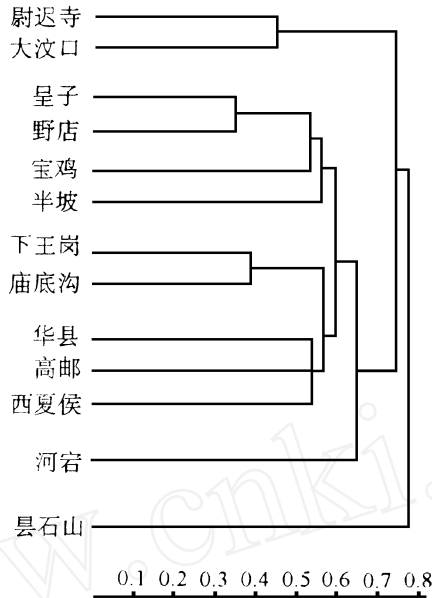 尉迟寺
大汶口
呈子
野店
宝鸡
半坡
下王岗
庙底沟
华县
高邮
西夏侯
河宕
昙石山
0.1 0.2 0.3 0.4 0.5 0.6 0.7 0.8
w.cnki.